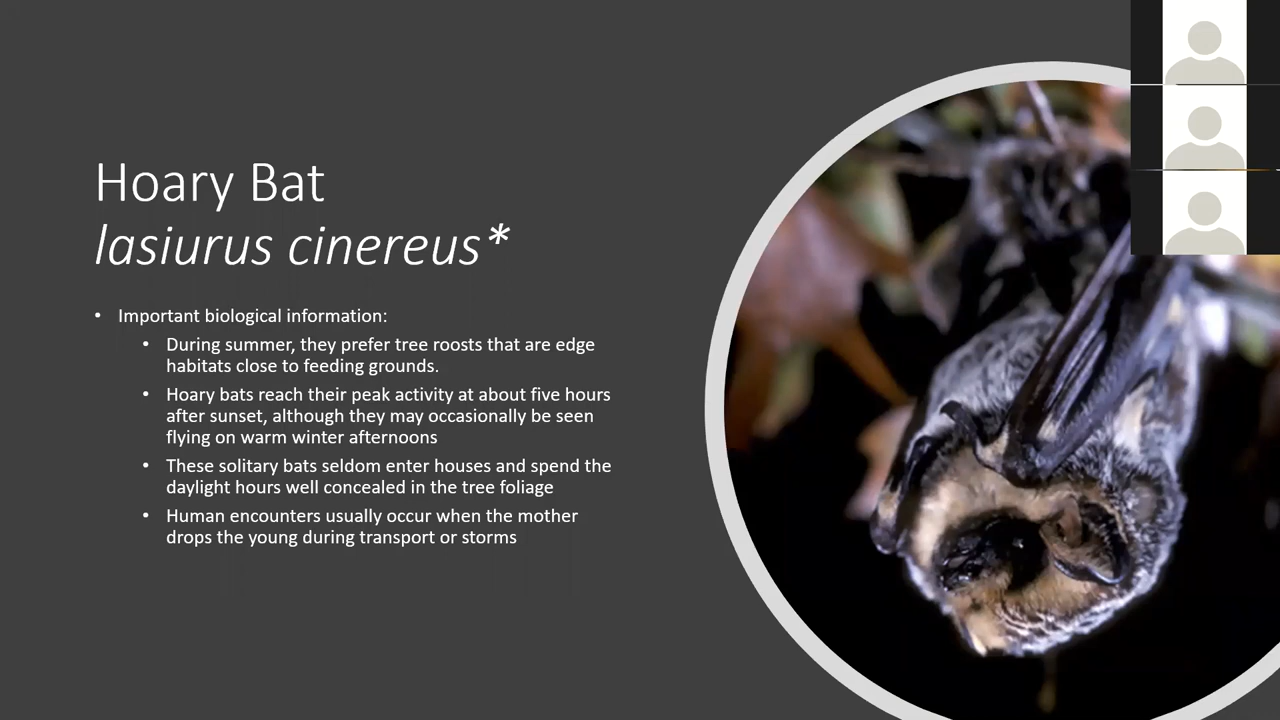 Hoary Bat
lasiurus cinereus*
• Important biological information:
• During summer, they prefer tree roosts that are edge
habitats close to feeding grounds.
• Hoary bats reach their peak activity at about five hours
after sunset, although they may occasionally be seen
flying on warm winter afternoons
• These solitary bats seldom enter houses and spend the
daylight hours well concealed in the tree foliage
• Human encounters usually occur when the mother
drops the young during transport or storms